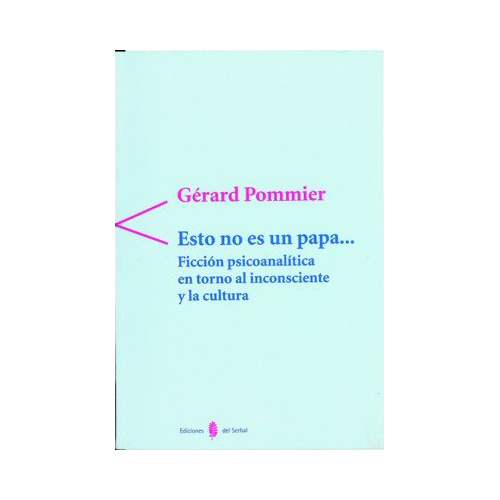 Gérard Pommier
Esto no es un papa...
Ficción psicoanalítica
en torno al inconsciente
y la cultura
Ediciones del Serbal